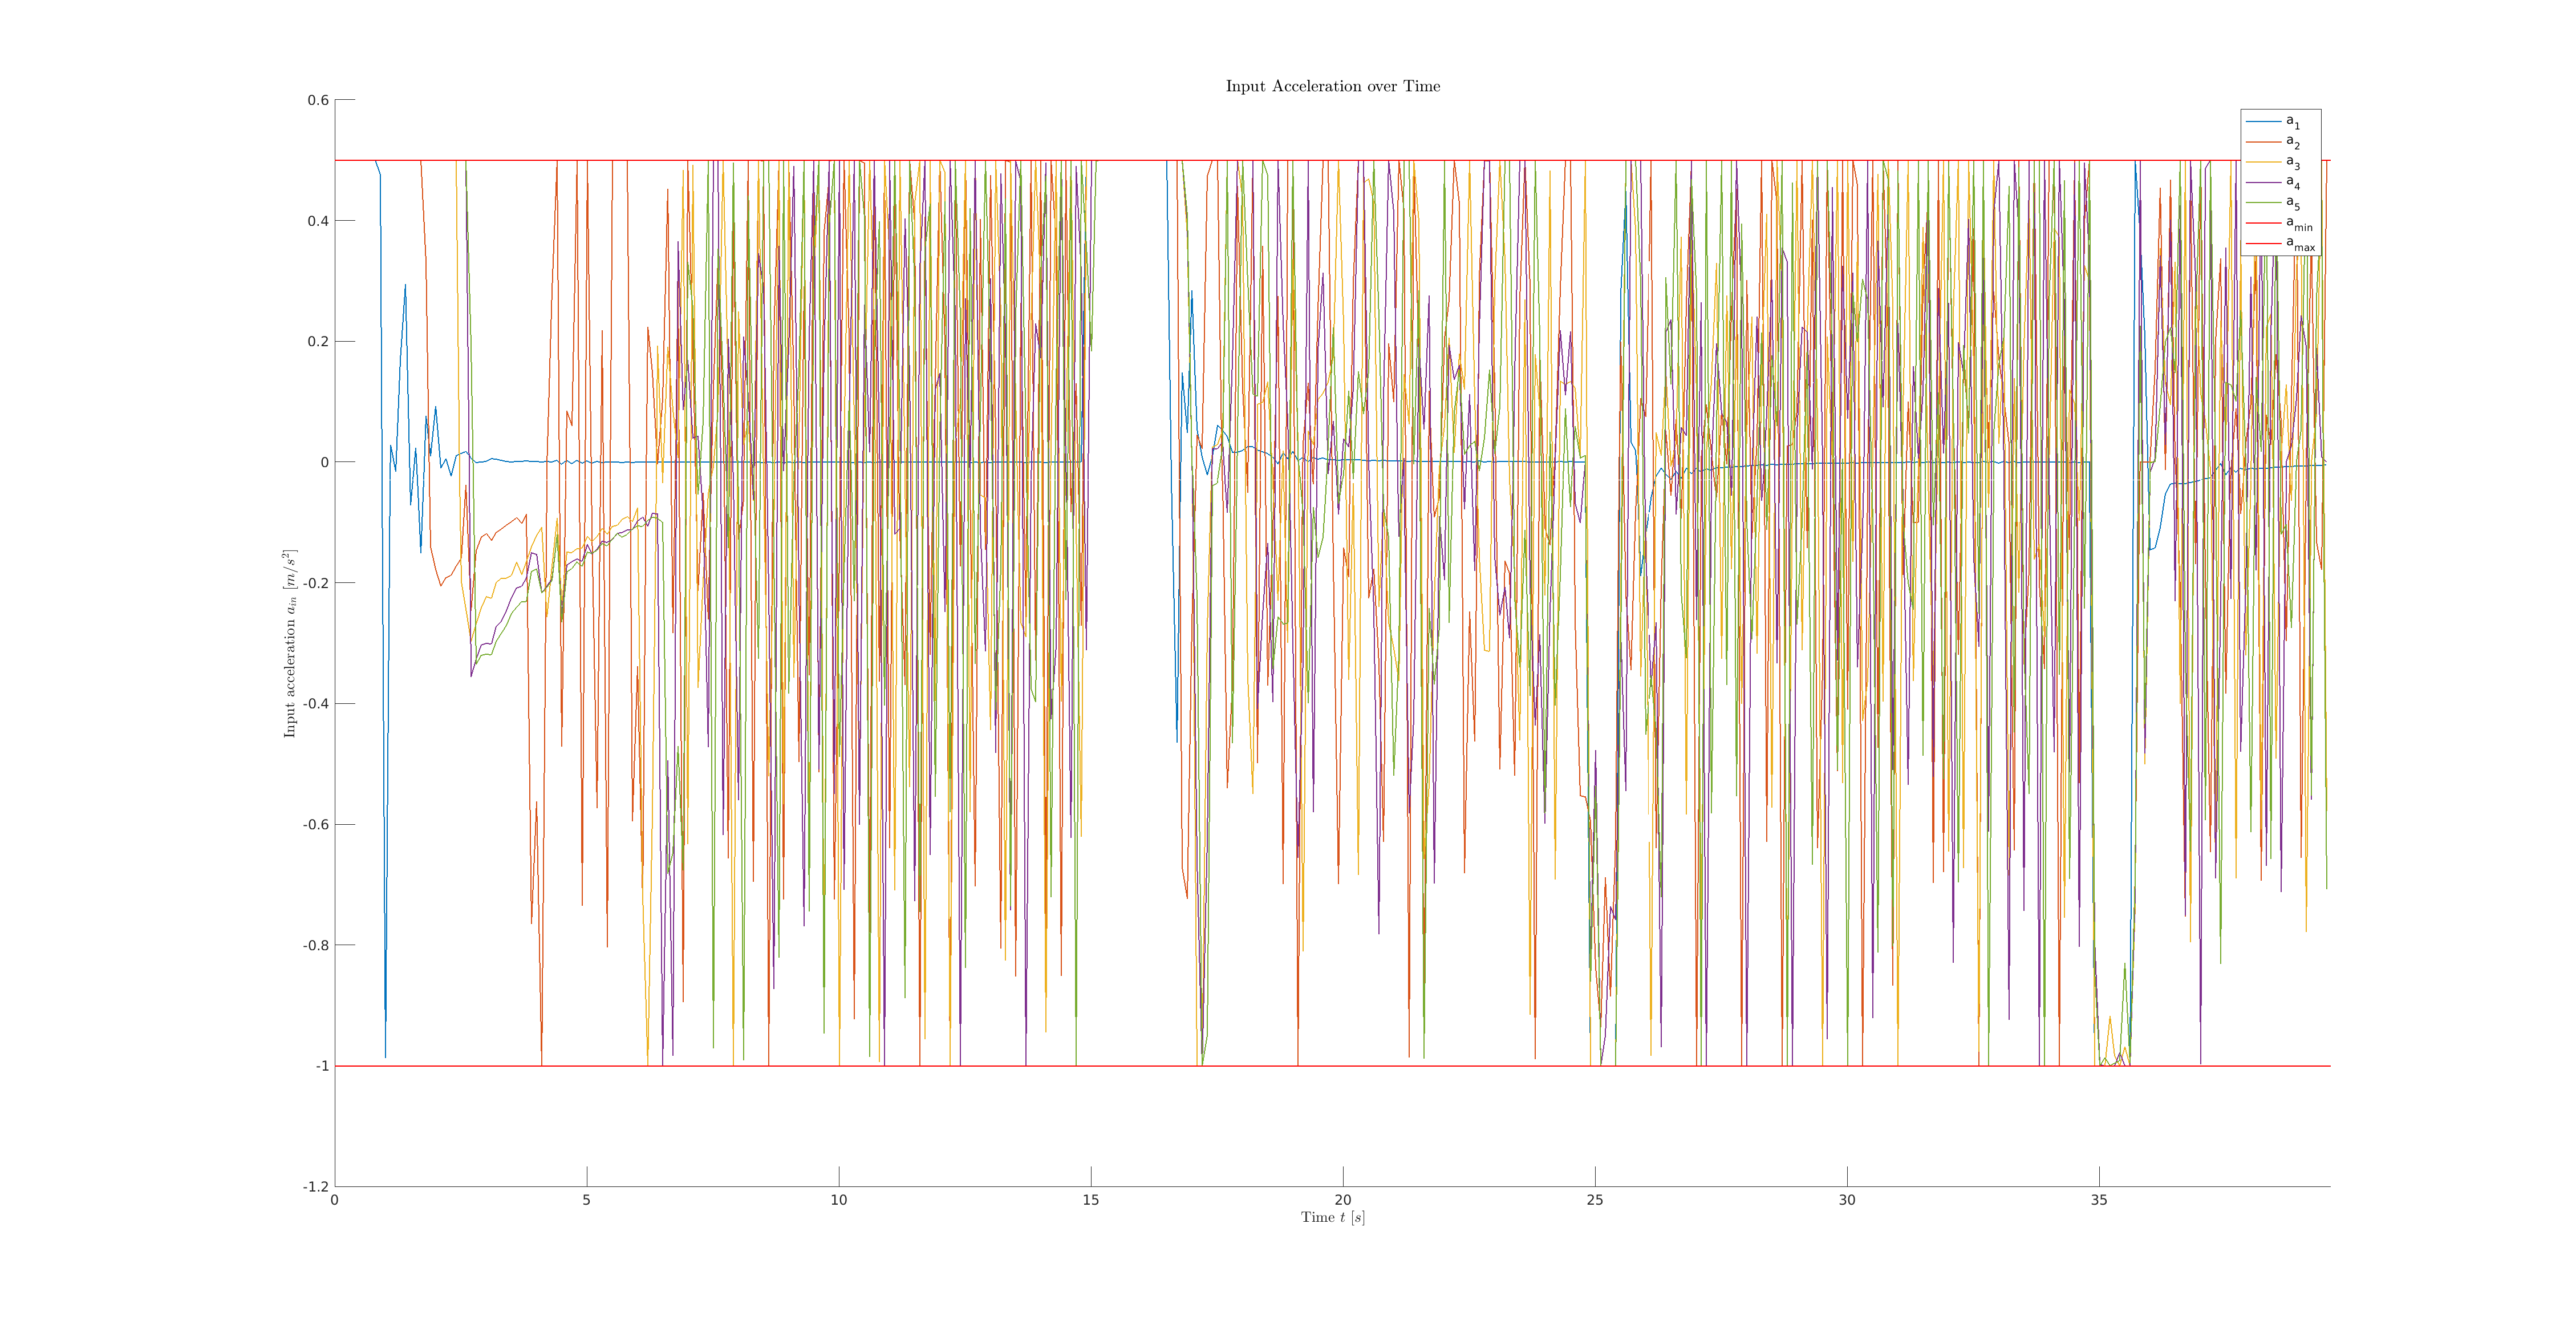 Input Acceleration over Time
0.6
0.4
0.2
0
-0.2
-0.4
-0.6
-0.8
-1
-1.2
Input acceleration a_in [m/s^2]
0 5 10 15 20 25 30 35
Time t [s]
a_1
a_2
a_3
a_4
a_5
a_min
a_max